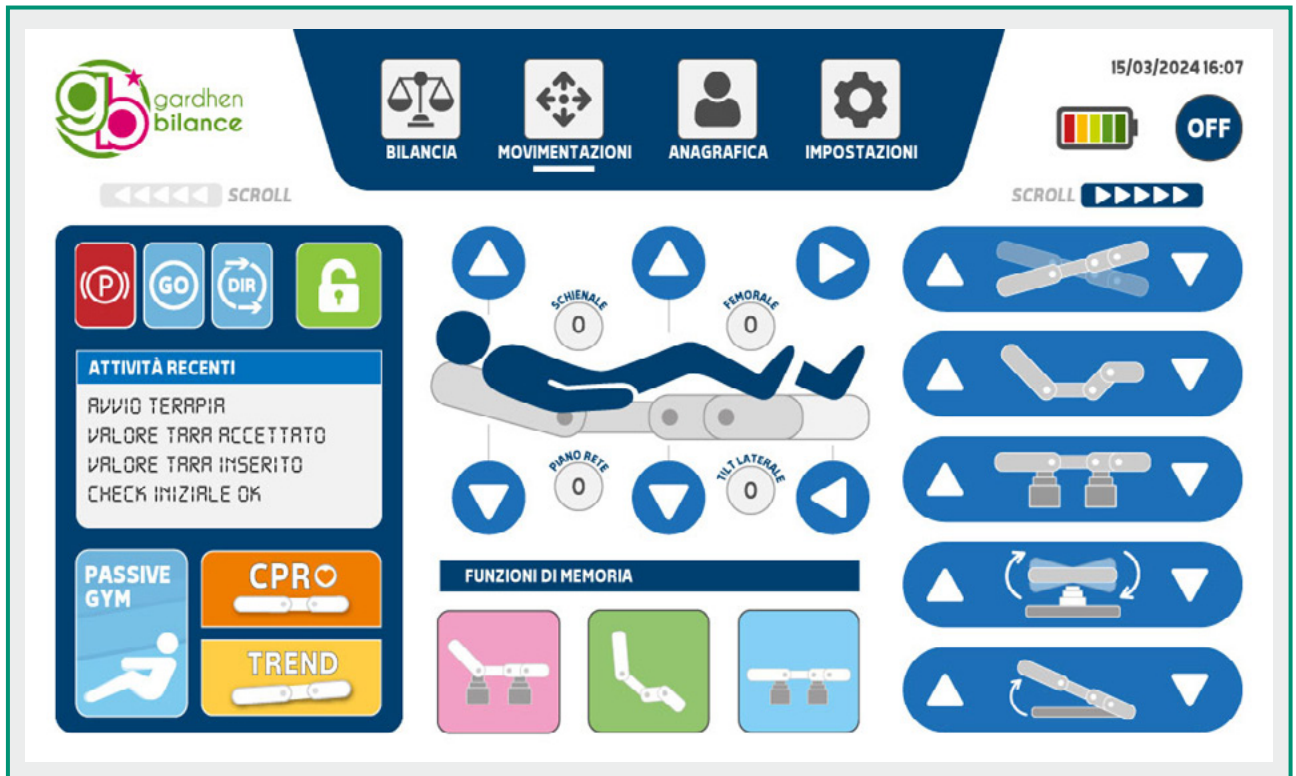 gardhen
bilance
BILANCIA
MOVIMENTAZIONI
ANAGRAFICA
IMPOSTAZIONI
15/03/2024 16:07
OFF
SCROLL
SCROLL
(P)
GO
DIR
ATTIVITÀ RECENTI
AVVIO TERAPIA
VALORE TARA ACCETTATO
VALORE TARA INSERITO
CHECK INIZIALE OK
PASSIVE
GYM
CPR
TREND
SCHIENALE
0
FEMORALE
0
PIANO RETE
0
TILT LATERALE
0
FUNZIONI DI MEMORIA